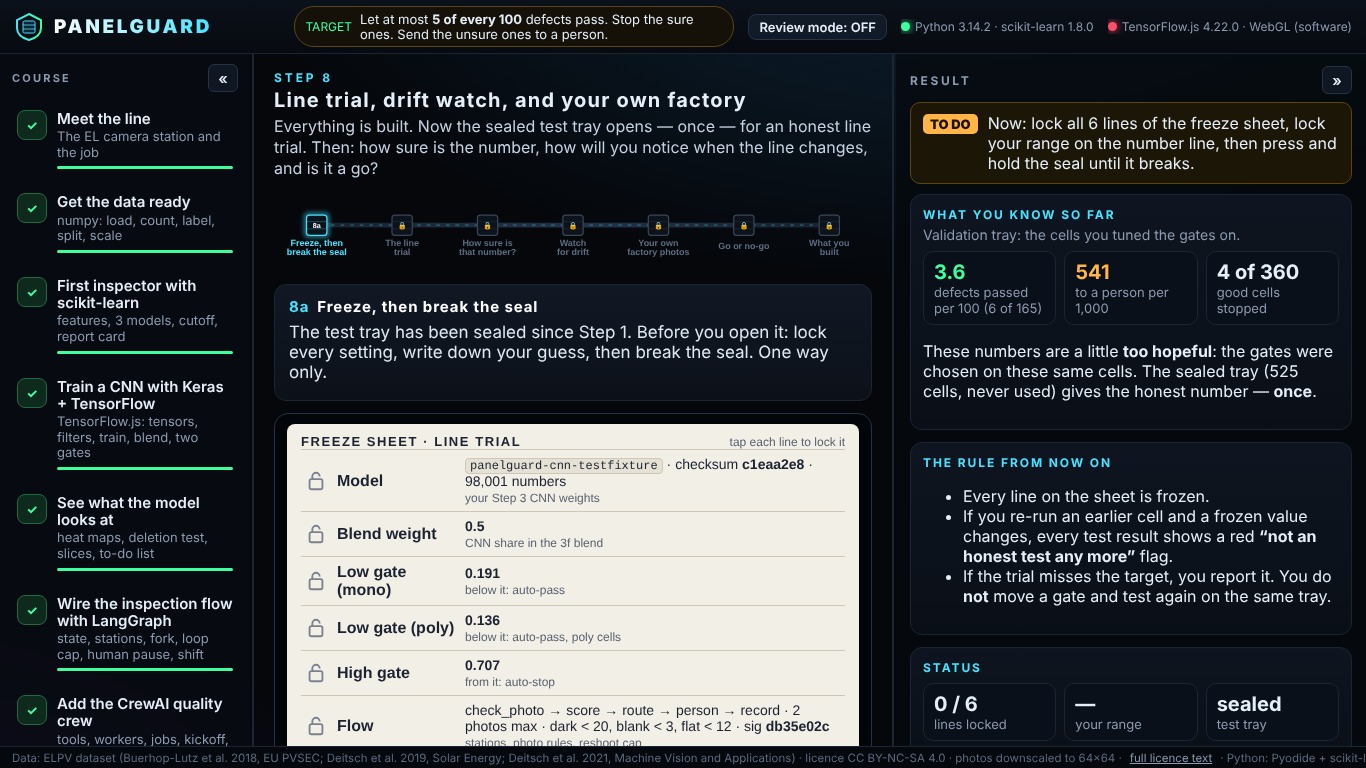 PANELGUARD
TARGET
Let at most 5 of every 100 defects pass. Stop the sure
ones. Send the unsure ones to a person.
Review mode: OFF
Python 3.14.2 · scikit-learn 1.8.0
TensorFlow.js 4.22.0 · WebGL (software)
COURSE
«
Meet the line
The EL camera station and
the job
Get the data ready
numpy: load, count, label,
split, scale
First inspector with
scikit-learn
features, 3 models, cutoff,
report card
Train a CNN with Keras
+ TensorFlow
TensorFlow.js: tensors,
filters, train, blend, two
gates
See what the model
looks at
heat maps, deletion test,
slices, to-do list
Wire the inspection flow
with LangGraph
state, stations, fork, loop
cap, human pause, shift
Add the CrewAI quality
crew
tools, workers, jobs, kickoff,
STEP 8
Line trial, drift watch, and your own factory
Everything is built. Now the sealed test tray opens — once — for an honest line
trial. Then: how sure is the number, how will you notice when the line changes,
and is it a go?
8a
Freeze, then
break the seal
The line
trial
How sure is
that number?
Watch
for drift
Your own
factory photos
Go or no-go
What you
built
8a Freeze, then break the seal
The test tray has been sealed since Step 1. Before you open it: lock
every setting, write down your guess, then break the seal. One way
only.
FREEZE SHEET · LINE TRIAL
tap each line to lock it
Model
panelguard-cnn-testfixture · checksum c1eaa2e8 ·
98,001 numbers
your Step 3 CNN weights
Blend weight
0.5
CNN share in the 3f blend
Low gate
(mono)
0.191
below it: auto-pass
Low gate (poly)
0.136
below it: auto-pass, poly cells
High gate
0.707
from it: auto-stop
Flow
check_photo → score → route → person → record · 2
photos max · dark < 20, blank < 3, flat < 12 · sig db35e02c
stations, photo rules, reshoot cap
RESULT
»
TO DO
Now: lock all 6 lines of the freeze sheet, lock
your range on the number line, then press and
hold the seal until it breaks.
WHAT YOU KNOW SO FAR
Validation tray: the cells you tuned the gates on.
3.6
defects passed
per 100 (6 of 165)
541
to a person per
1,000
4 of 360
good cells
stopped
These numbers are a little too hopeful: the gates were
chosen on these same cells. The sealed tray (525
cells, never used) gives the honest number — once.
THE RULE FROM NOW ON
• Every line on the sheet is frozen.
• If you re-run an earlier cell and a frozen value
changes, every test result shows a red “not an
honest test any more” flag.
• If the trial misses the target, you report it. You do
not move a gate and test again on the same tray.
STATUS
0 / 6
lines locked
—
your range
sealed
test tray
Data: ELPV dataset (Buerhop-Lutz et al. 2018, EU PVSEC; Deitsch et al. 2019, Solar Energy; Deitsch et al. 2021, Machine Vision and Applications) · licence CC BY-NC-SA 4.0 · photos downscaled to 64×64 · full licence text · Python: Pyodide + scikit-